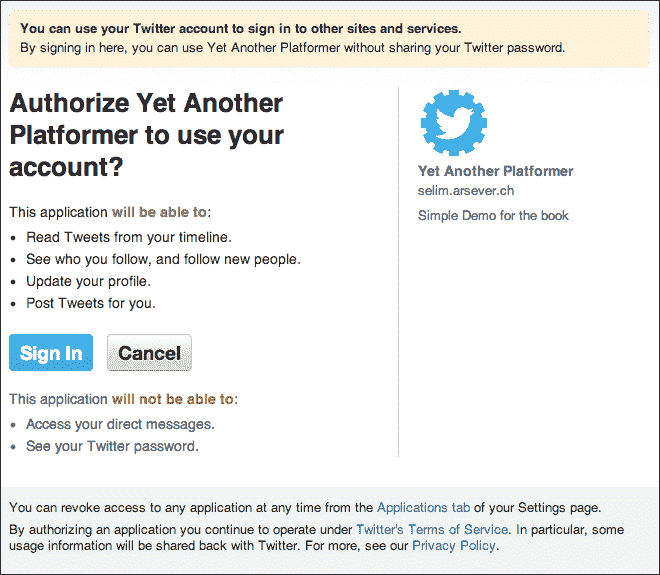 You can use your Twitter account to sign in to other sites and services.
By signing in here, you can use Yet Another Platformer without sharing your Twitter password.
Authorize Yet Another
Platformer to use your
account?
This application will be able to:
• Read Tweets from your timeline.
• See who you follow, and follow new people.
• Update your profile.
• Post Tweets for you.
Sign In
Cancel
This application will not be able to:
• Access your direct messages.
• See your Twitter password.
Yet Another Platformer
selim.arsever.ch
Simple Demo for the book
You can revoke access to any application at any time from the Applications tab of your Settings page.
By authorizing an application you continue to operate under Twitter's Terms of Service. In particular, some
usage information will be shared back with Twitter. For more, see our Privacy Policy.